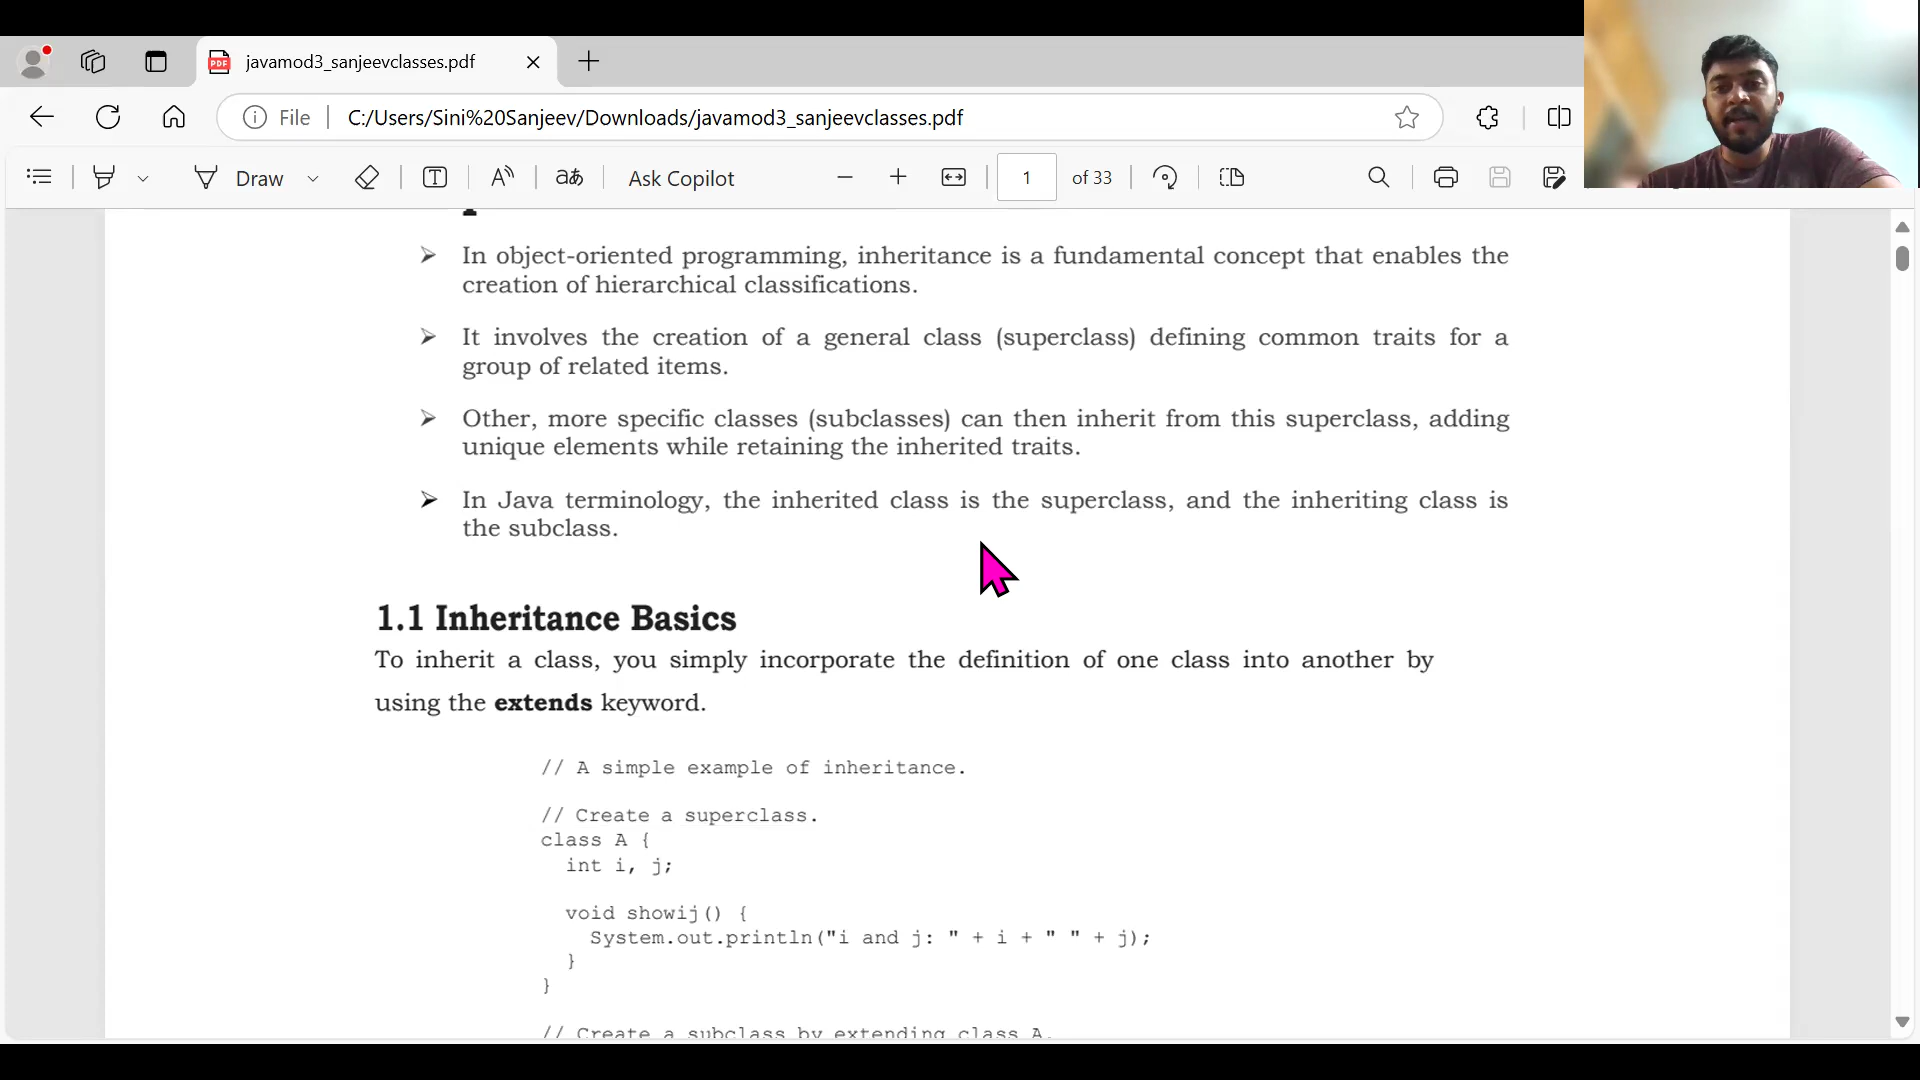 javamod3_sanjeevclasses.pdf
File
C:/Users/Sini%20Sanjeev/Downloads/javamod3_sanjeevclasses.pdf
Draw
Ask Copilot
1 of 33
➢ In object-oriented programming, inheritance is a fundamental concept that enables the
creation of hierarchical classifications.
➢ It involves the creation of a general class (superclass) defining common traits for a
group of related items.
➢ Other, more specific classes (subclasses) can then inherit from this superclass, adding
unique elements while retaining the inherited traits.
➢ In Java terminology, the inherited class is the superclass, and the inheriting class is
the subclass.
1.1 Inheritance Basics
To inherit a class, you simply incorporate the definition of one class into another by
using the extends keyword.
// A simple example of inheritance.
// Create a superclass.
class A {
int i, j;
void showij() {
System.out.println("i and j: " + i + " " + j);
}
}
// Create a subclass by extending class A.